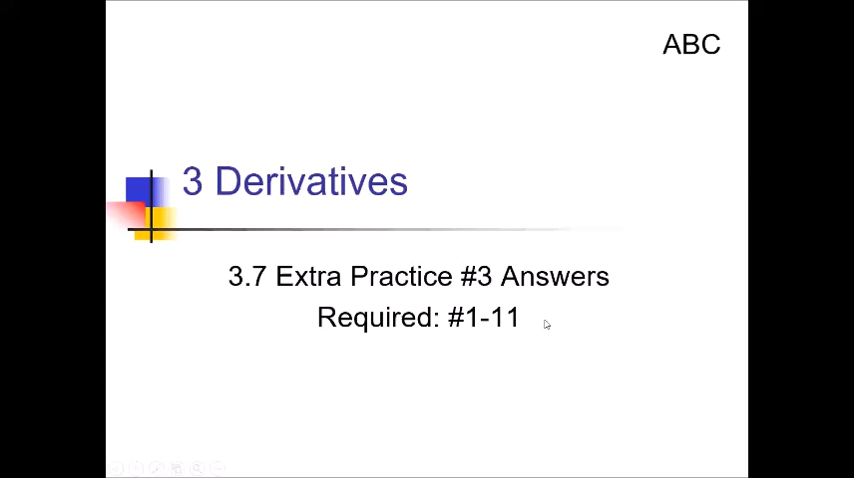 ABC
3 Derivatives
3.7 Extra Practice #3 Answers
Required: #1-11